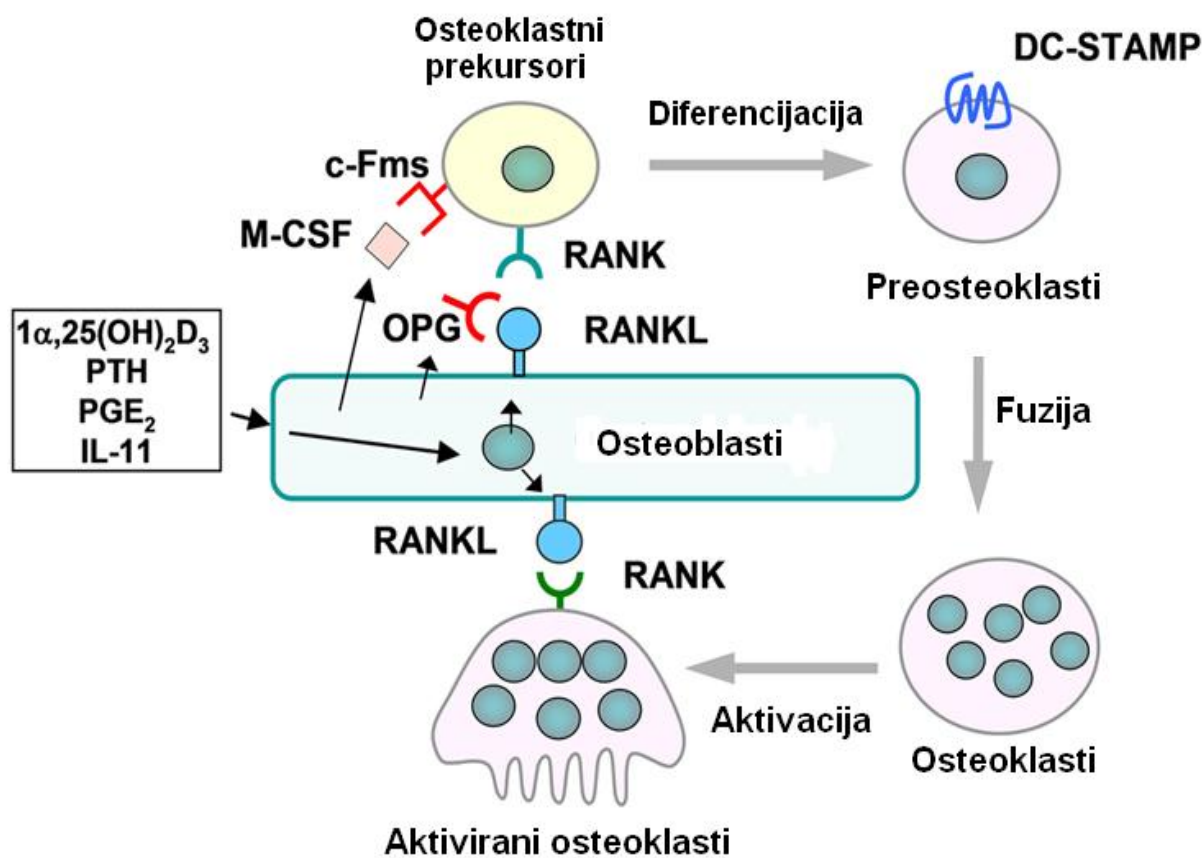 Osteoklastni
prekursori
DC-STAMP
Diferencijacija
c-Fms
M-CSF
RANK
Preosteoklasti
OPG
RANKL
1α,25(OH)₂D₃
PTH
PGE₂
IL-11
Fuzija
Osteoblasti
RANKL
RANK
Aktivacija
Osteoklasti
Aktivirani osteoklasti